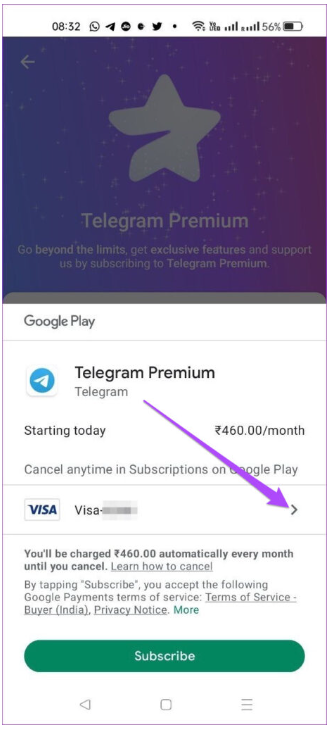 08:32 56%
Telegram Premium
Go beyond the limits, get exclusive features and support
us by subscribing to Telegram Premium.
Google Play
Telegram Premium
Telegram
Starting today ₹460.00/month
Cancel anytime in Subscriptions on Google Play
VISA Visa-
You'll be charged ₹460.00 automatically every month
until you cancel. Learn how to cancel
By tapping "Subscribe", you accept the following
Google Payments terms of service: Terms of Service -
Buyer (India), Privacy Notice. More
Subscribe